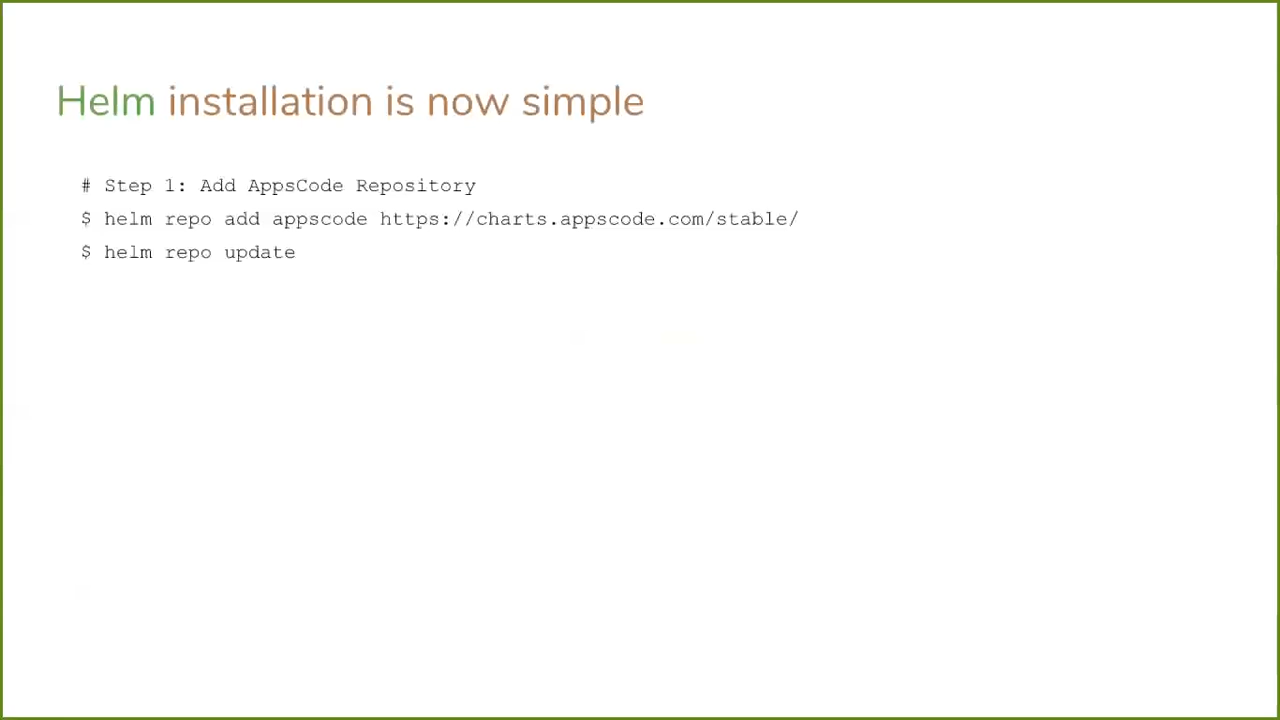 Helm installation is now simple
# Step 1: Add AppsCode Repository
$ helm repo add appscode https://charts.appscode.com/stable/
$ helm repo update